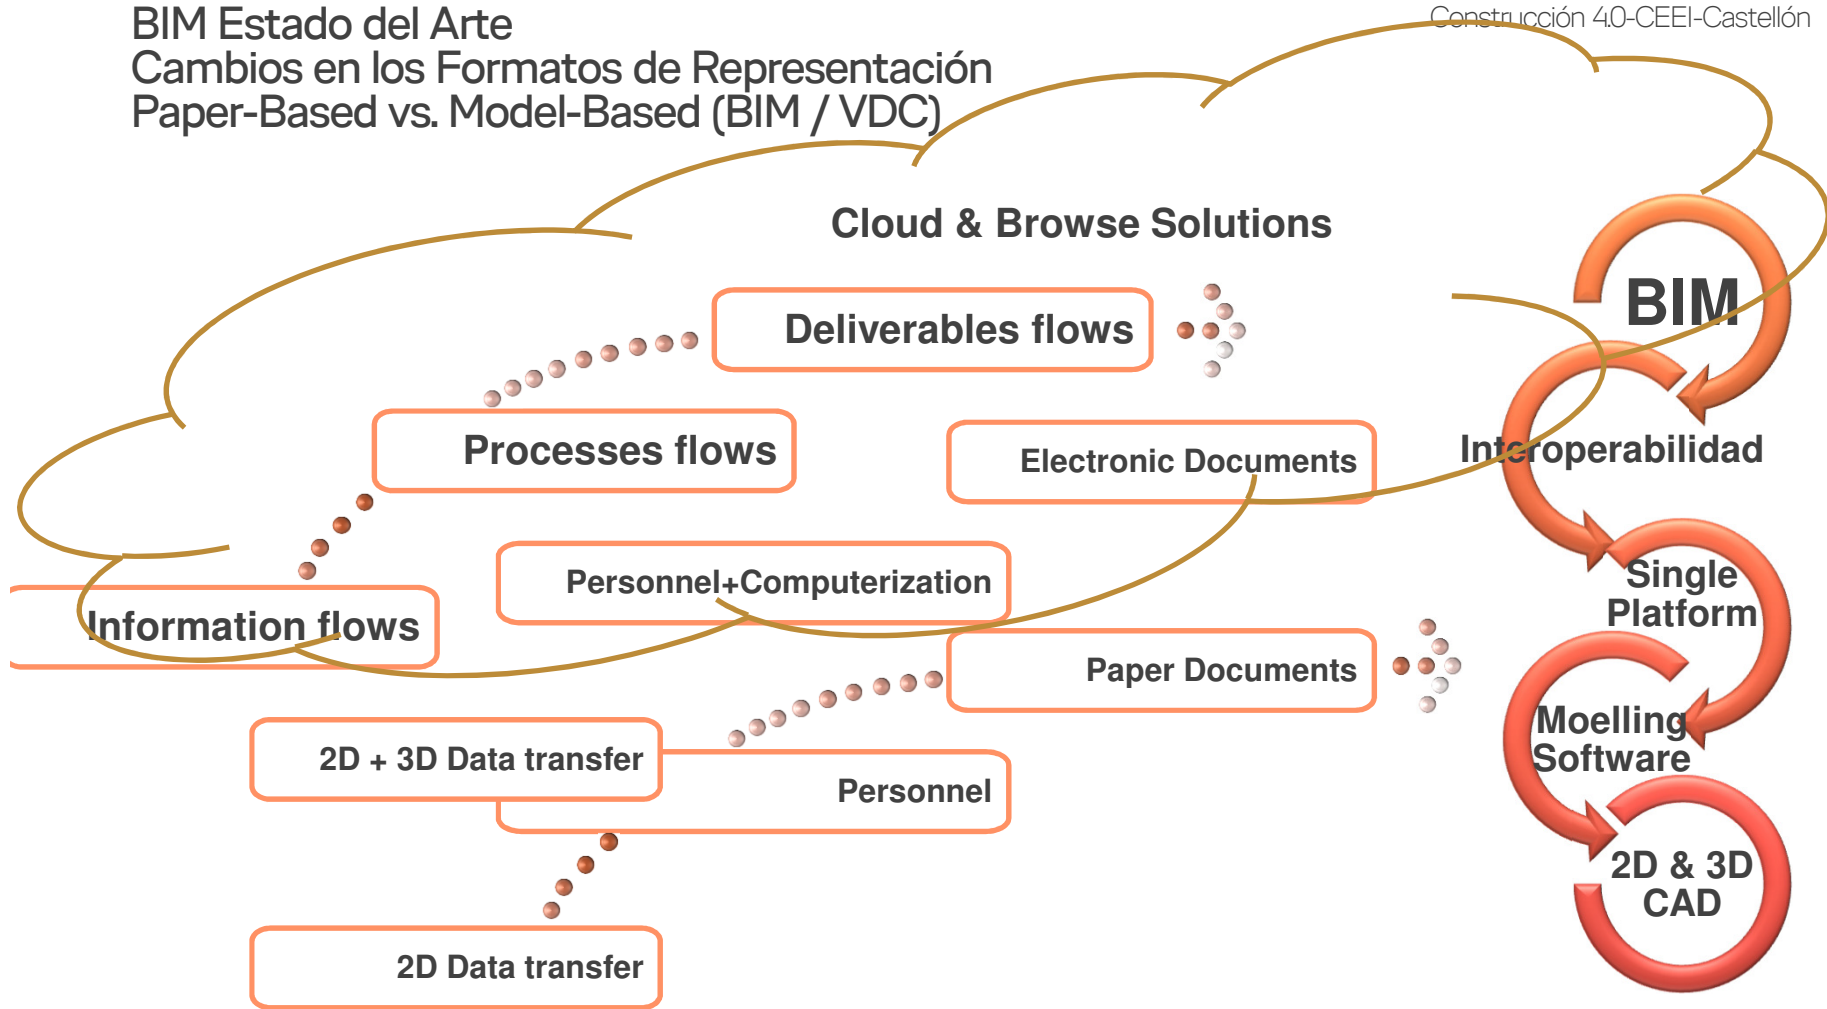 BIM Estado del Arte
Cambios en los Formatos de Representación
Paper-Based vs. Model-Based (BIM / VDC)
Construcción 4.0-CEEI-Castellón
Cloud & Browse Solutions
Deliverables flows
Processes flows
Information flows
Electronic Documents
Personnel+Computerization
Paper Documents
2D + 3D Data transfer
Personnel
2D Data transfer
BIM
Interoperabilidad
Single
Platform
Moelling
Software
2D & 3D
CAD